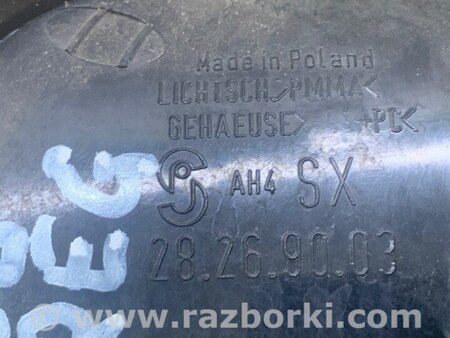 Made in Poland
LICHTSCH>PMMA<
GEHAEUSE> +PC<
AH4 SX
28.26.90.03
www.razborki.com